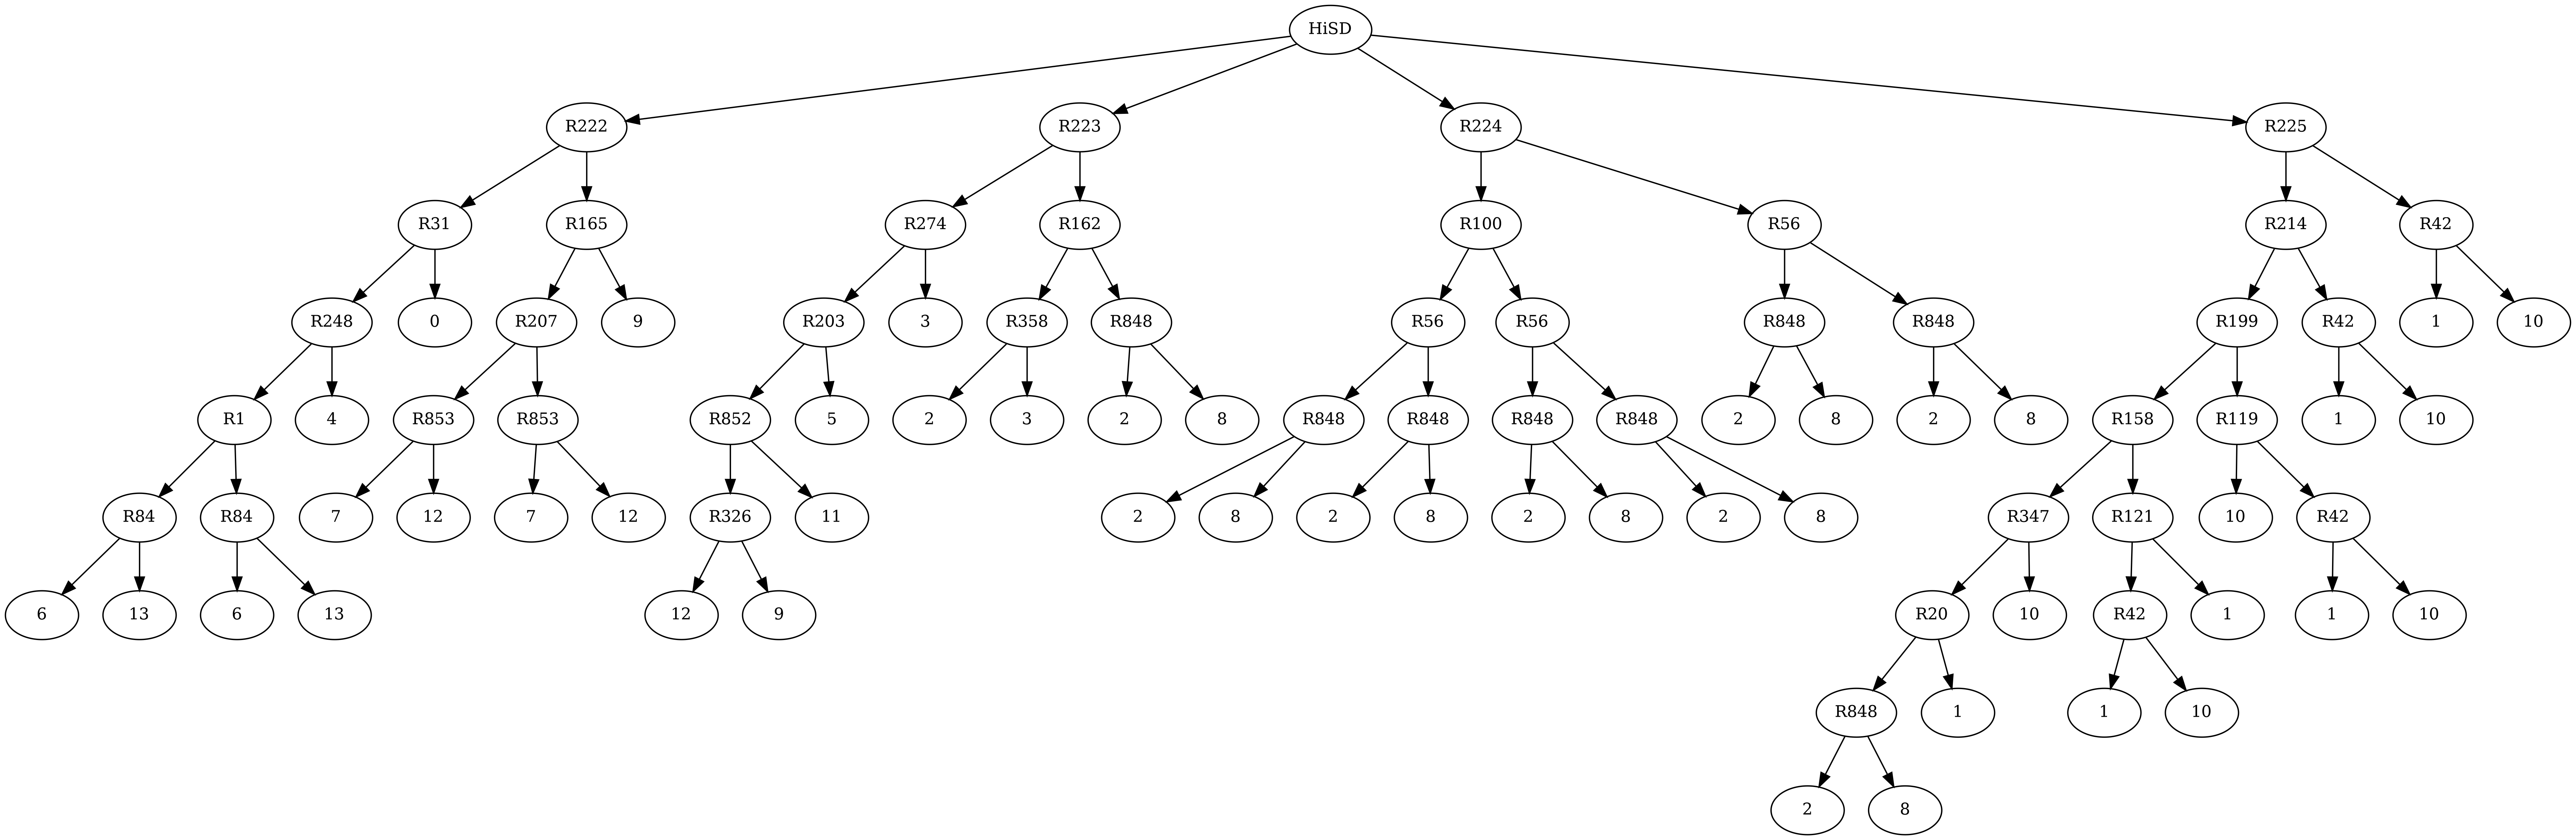 HiSD
R222 R223 R224 R225
R31 R165 R274 R162 R100 R56 R214 R42
R248 0 R207 9 R203 3 R358 R848 R56 R56 R848 R848 R199 R42 1 10
R1 4 R853 R853 R852 5 2 3 2 8 R848 R848 R848 R848 2 8 2 8 R158 R119 1 10
R84 R84 7 12 7 12 R326 11 2 8 2 8 2 8 2 8 R347 R121 10 R42
6 13 6 13 12 9 R20 10 R42 1 1 10
R848 1 1 10
2 8